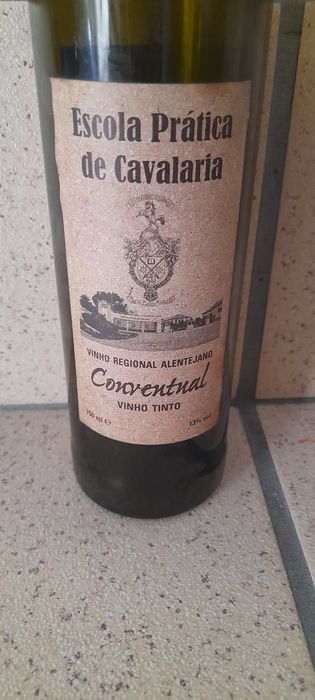 Escola Prática
de Cavalaria
VINHO REGIONAL ALENTEJANO
Conventual
VINHO TINTO
750 ml e 13% vol